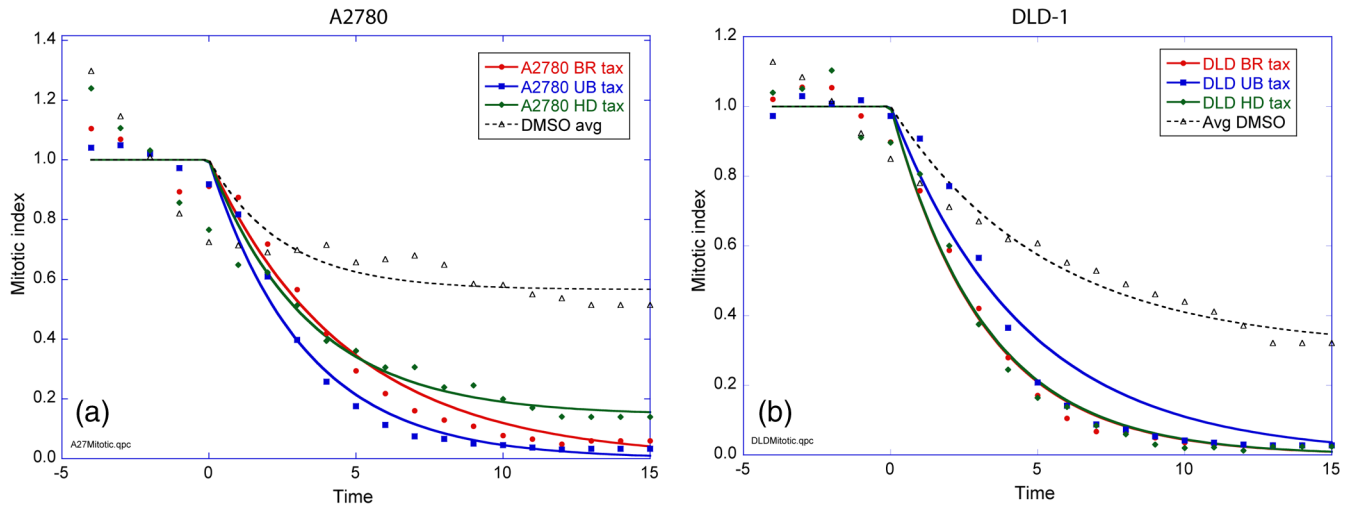 A2780
1.4
1.2
1.0
0.8
0.6
0.4
0.2
0.0
Mitotic index
A2780 BR tax
A2780 UB tax
A2780 HD tax
DMSO avg
(a)
A27Mitotic.qpc
-5
0
5
10
15
Time
DLD-1
1.2
1.0
0.8
0.6
0.4
0.2
0.0
Mitotic index
DLD BR tax
DLD UB tax
DLD HD tax
Avg DMSO
(b)
DLDMitotic.qpc
-5
0
5
10
15
Time